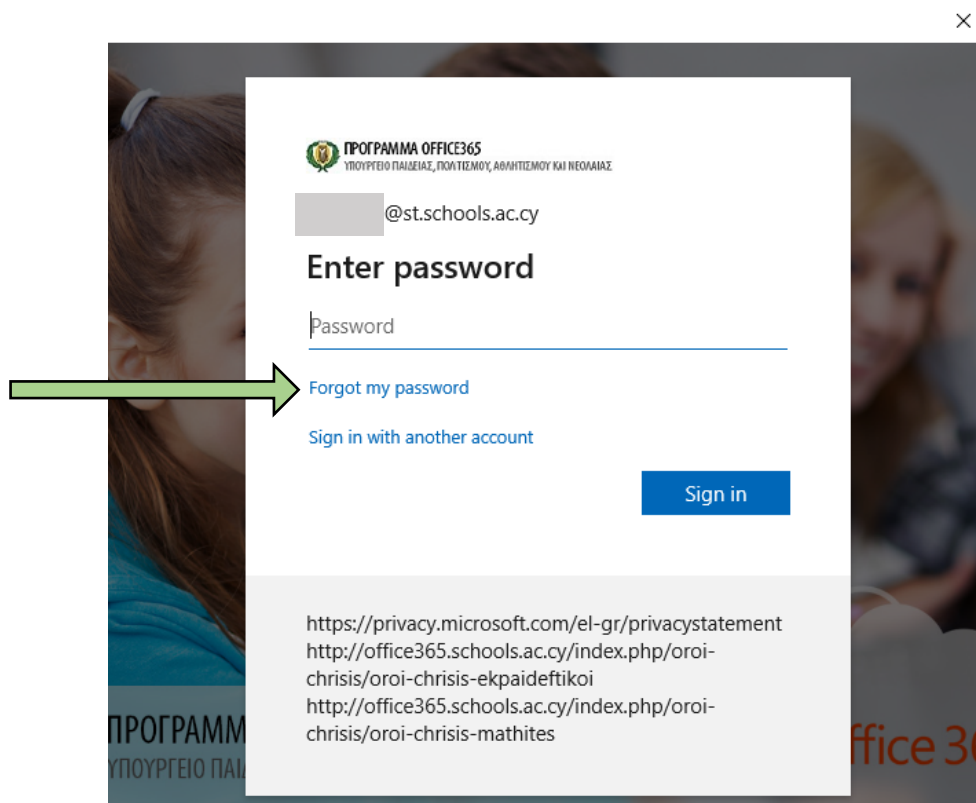 ΠΡΟΓΡΑΜΜΑ OFFICE365
ΥΠΟΥΡΓΕΙΟ ΠΑΙΔΕΙΑΣ, ΠΟΛΙΤΙΣΜΟΥ, ΑΘΛΗΤΙΣΜΟΥ ΚΑΙ ΝΕΟΛΑΙΑΣ
@st.schools.ac.cy
Enter password
Password
Forgot my password
Sign in with another account
Sign in
https://privacy.microsoft.com/el-gr/privacystatement
http://office365.schools.ac.cy/index.php/oroi-
chrisis/oroi-chrisis-ekpaideftikoi
http://office365.schools.ac.cy/index.php/oroi-
chrisis/oroi-chrisis-mathites
ΠΡΟΓΡΑΜΜ
ΥΠΟΥΡΓΕΙΟ ΠΑΙΔ
ffice 36